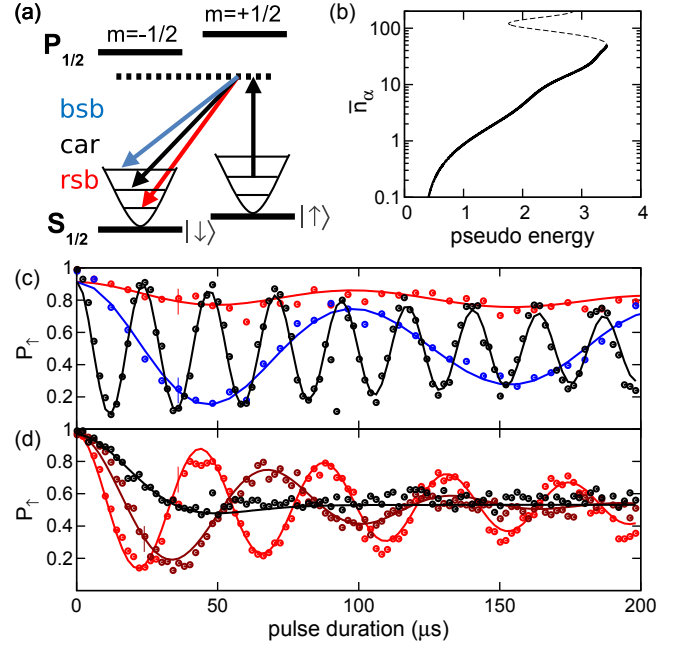 (a)
m=-1/2
m=+1/2
P1/2
bsb
car
rsb
S1/2
|↓⟩
|↑⟩
(b)
100
10
1
0.1
n̄α
0 1 2 3 4
pseudo energy
(c)
1
0.8
0.6
0.4
0.2
P↑
(d)
1
0.8
0.6
0.4
0.2
P↑
0 50 100 150 200
pulse duration (μs)